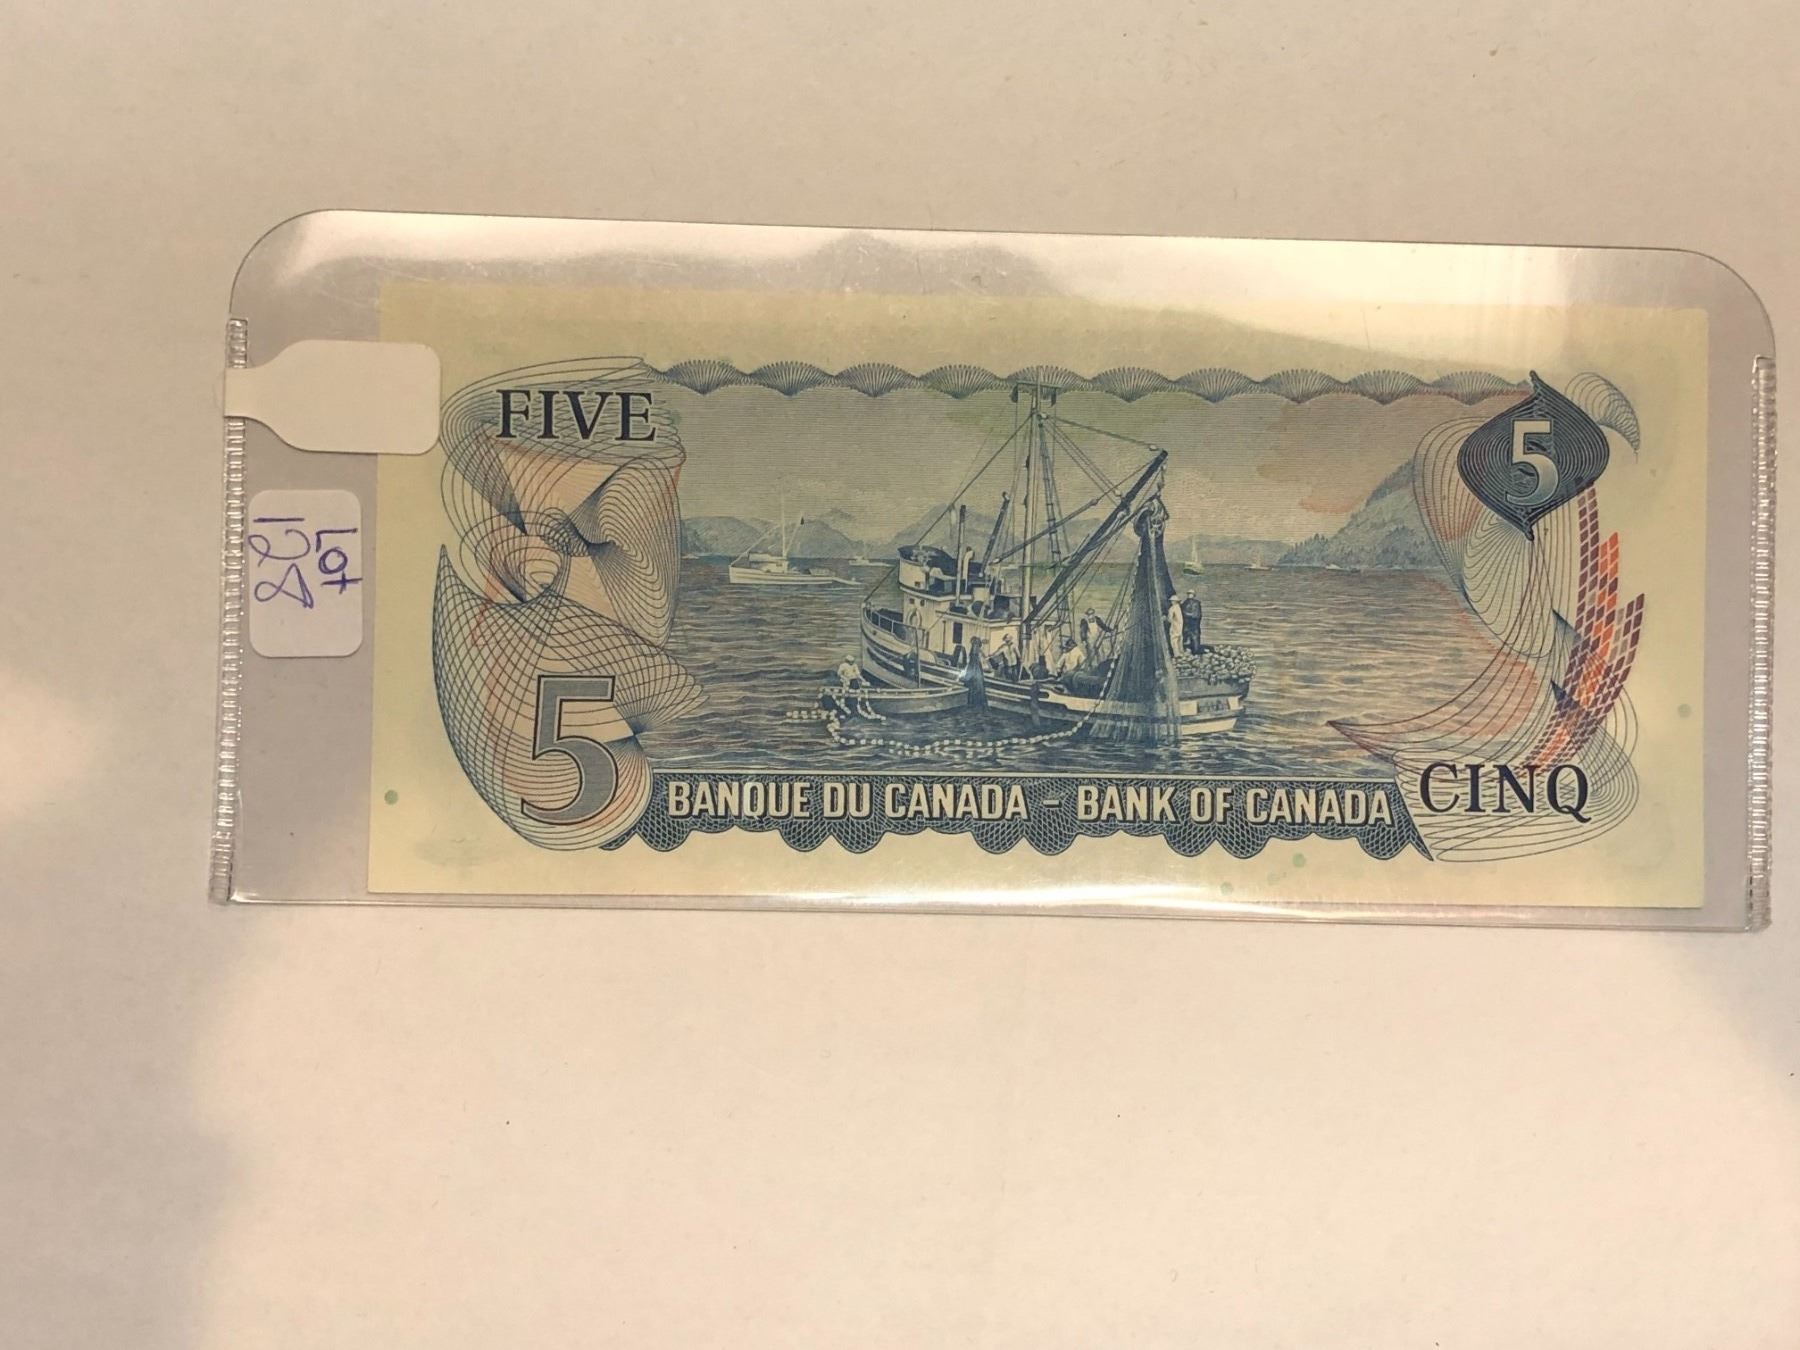 FIVE
5
Lot
128
5
BANQUE DU CANADA - BANK OF CANADA
CINQ